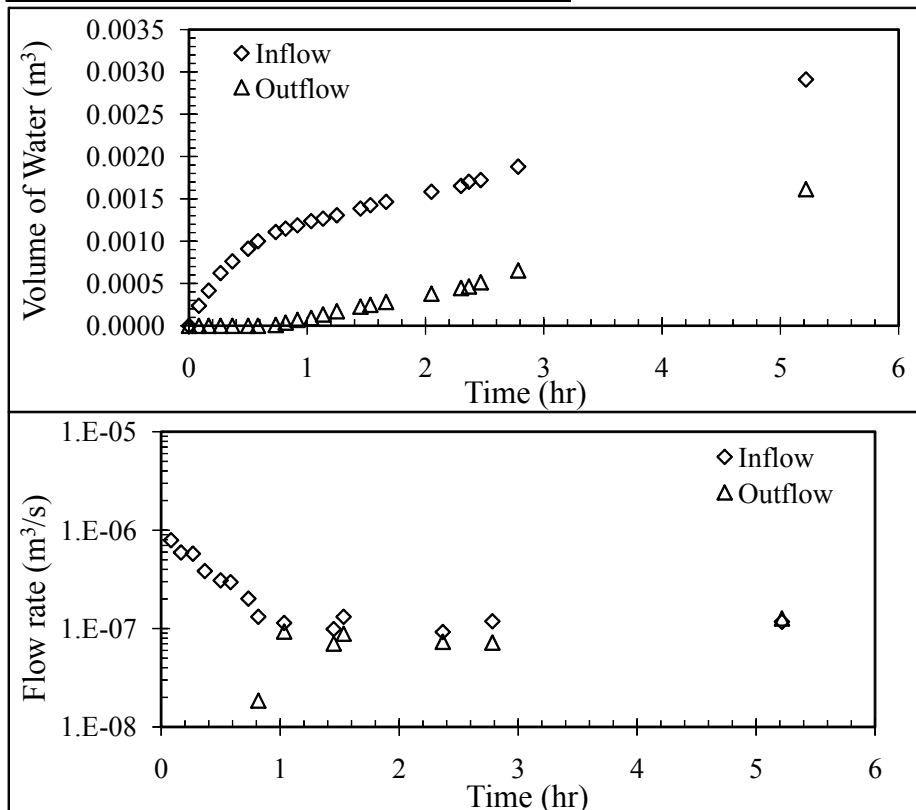 Volume of Water (m³)
0.0035
0.0030
0.0025
0.0020
0.0015
0.0010
0.0005
0.0000
Inflow
Outflow
0 1 2 3 4 5 6
Time (hr)
Flow rate (m³/s)
1.E-05
1.E-06
1.E-07
1.E-08
Inflow
Outflow
0 1 2 3 4 5 6
Time (hr)